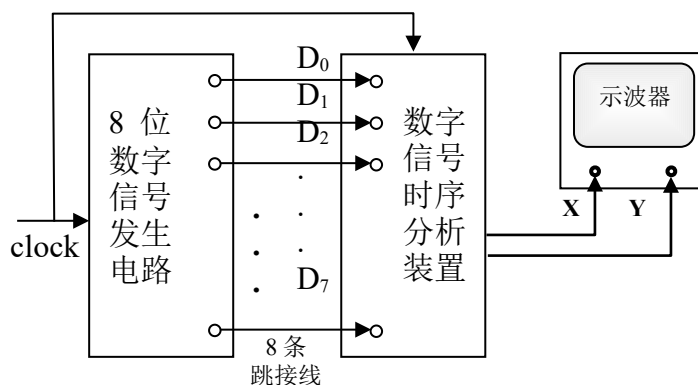 clock
8 位
数字
信号
发生
电路
D₀
D₁
D₂
D₇
8 条
跳接线
数字
信号
时序
分析
装置
示波器
X
Y